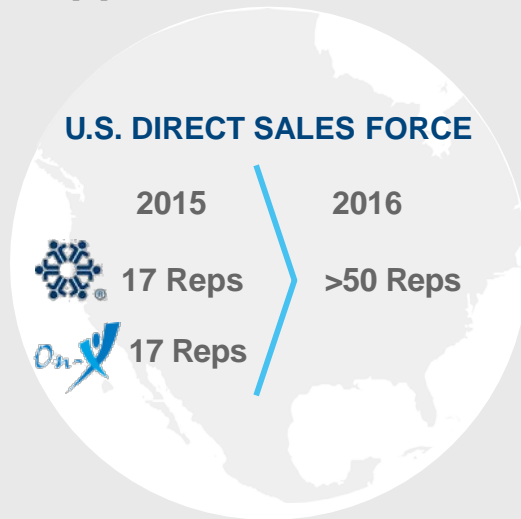 U.S. DIRECT SALES FORCE
2015 2016
® 17 Reps >50 Reps
On-X 17 Reps